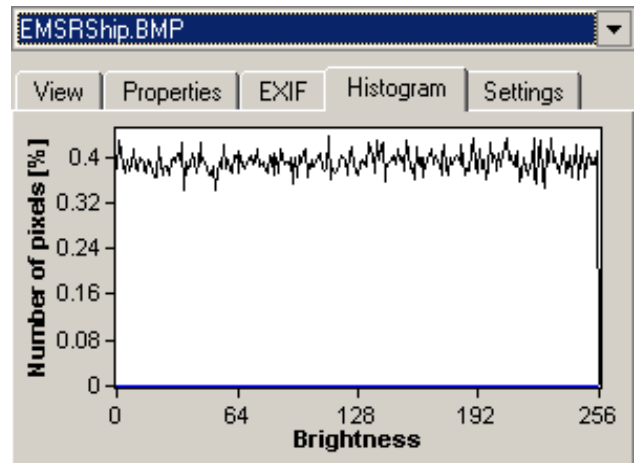 EMSRShip.BMP
View Properties EXIF Histogram Settings
Number of pixels [%]
0.4
0.32
0.24
0.16
0.08
0
0 64 128 192 256
Brightness